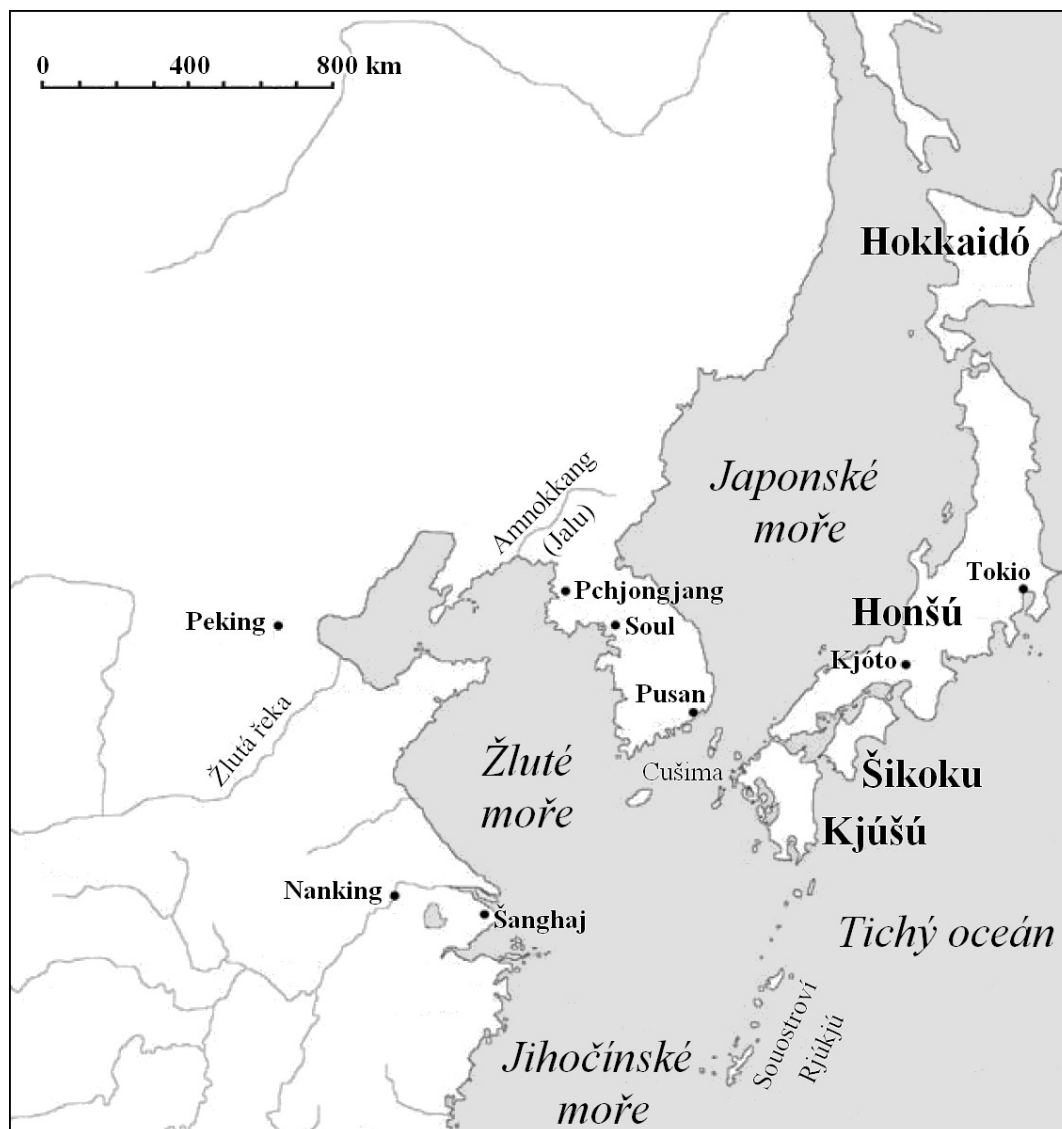 0 400 800 km
Hokkaidó
Japonské
moře
Amnokkang
(Jalu)
Tokio
Pchjongjang
Honšú
Peking
Soul
Kjóto
Pusan
Žlutá řeka
Žluté
moře
Cušima
Šikoku
Kjúšú
Nanking
Šanghaj
Tichý oceán
Souostroví
Rjúkjú
Jihočínské
moře